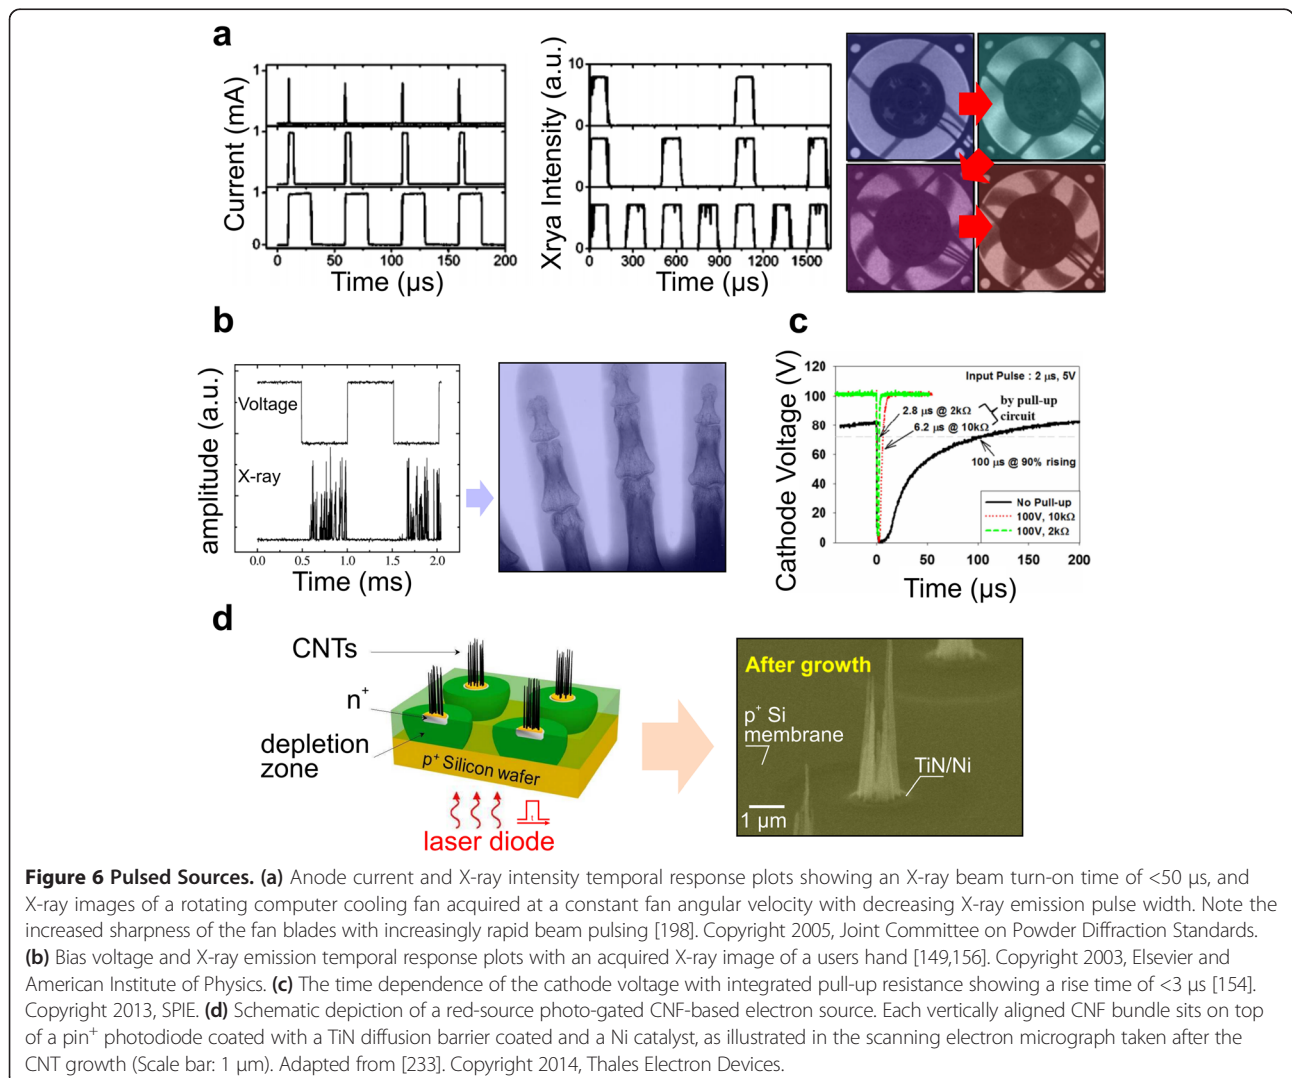 a
1
0
1
0
1
0
Current (mA)
0 50 100 150 200
Time (µs)
10
0
10
0
10
0
Xrya Intensity (a.u.)
0 300 600 900 1200 1500
Time (µs)
b
Voltage
X-ray
amplitude (a.u.)
0.0 0.5 1.0 1.5 2.0
Time (ms)
c
120
100
80
60
40
20
0
Cathode Voltage (V)
Input Pulse : 2 µs, 5V
by pull-up
circuit
2.8 µs @ 2kΩ
6.2 µs @ 10kΩ
100 µs @ 90% rising
No Pull-up
100V, 10kΩ
100V, 2kΩ
0 50 100 150 200
Time (µs)
d
CNTs
n+
depletion
zone
p+ Silicon wafer
laser diode
After growth
p+ Si
membrane
TiN/Ni
1 µm
Figure 6 Pulsed Sources. (a) Anode current and X-ray intensity temporal response plots showing an X-ray beam turn-on time of <50 µs, and
X-ray images of a rotating computer cooling fan acquired at a constant fan angular velocity with decreasing X-ray emission pulse width. Note the
increased sharpness of the fan blades with increasingly rapid beam pulsing [198]. Copyright 2005, Joint Committee on Powder Diffraction Standards.
(b) Bias voltage and X-ray emission temporal response plots with an acquired X-ray image of a users hand [149,156]. Copyright 2003, Elsevier and
American Institute of Physics. (c) The time dependence of the cathode voltage with integrated pull-up resistance showing a rise time of <3 µs [154].
Copyright 2013, SPIE. (d) Schematic depiction of a red-source photo-gated CNF-based electron source. Each vertically aligned CNF bundle sits on top
of a pin+ photodiode coated with a TiN diffusion barrier coated and a Ni catalyst, as illustrated in the scanning electron micrograph taken after the
CNT growth (Scale bar: 1 µm). Adapted from [233]. Copyright 2014, Thales Electron Devices.